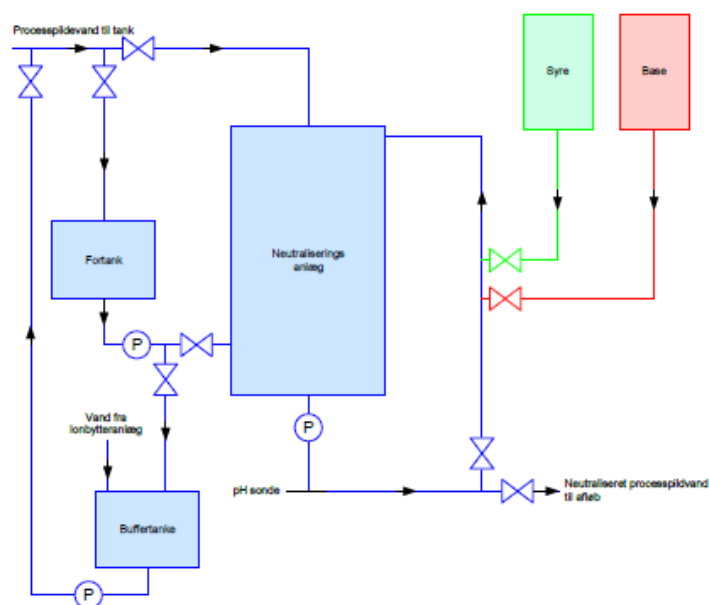 Processpildevand til tank
Syre
Base
Fortank
Neutraliserings
anlæg
P
P
Vand fra
Ionbytteranlæg
P
pH sonde
Neutraliseret processpildvand
til afløb
Buffertanke
P